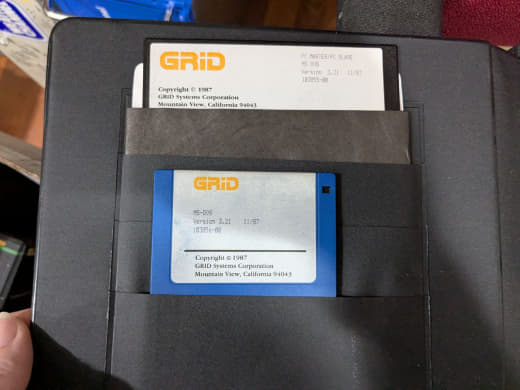 GRiD
PC MASTER/PC SLAVE
MS-DOS
Version 3.21 11/87
Copyright © 1987
GRiD Systems Corporation
Mountain View, California 94043
GRiD
MS-DOS
Version 3.21 11/87
Copyright © 1987
GRiD Systems Corporation
Mountain View, California 94043